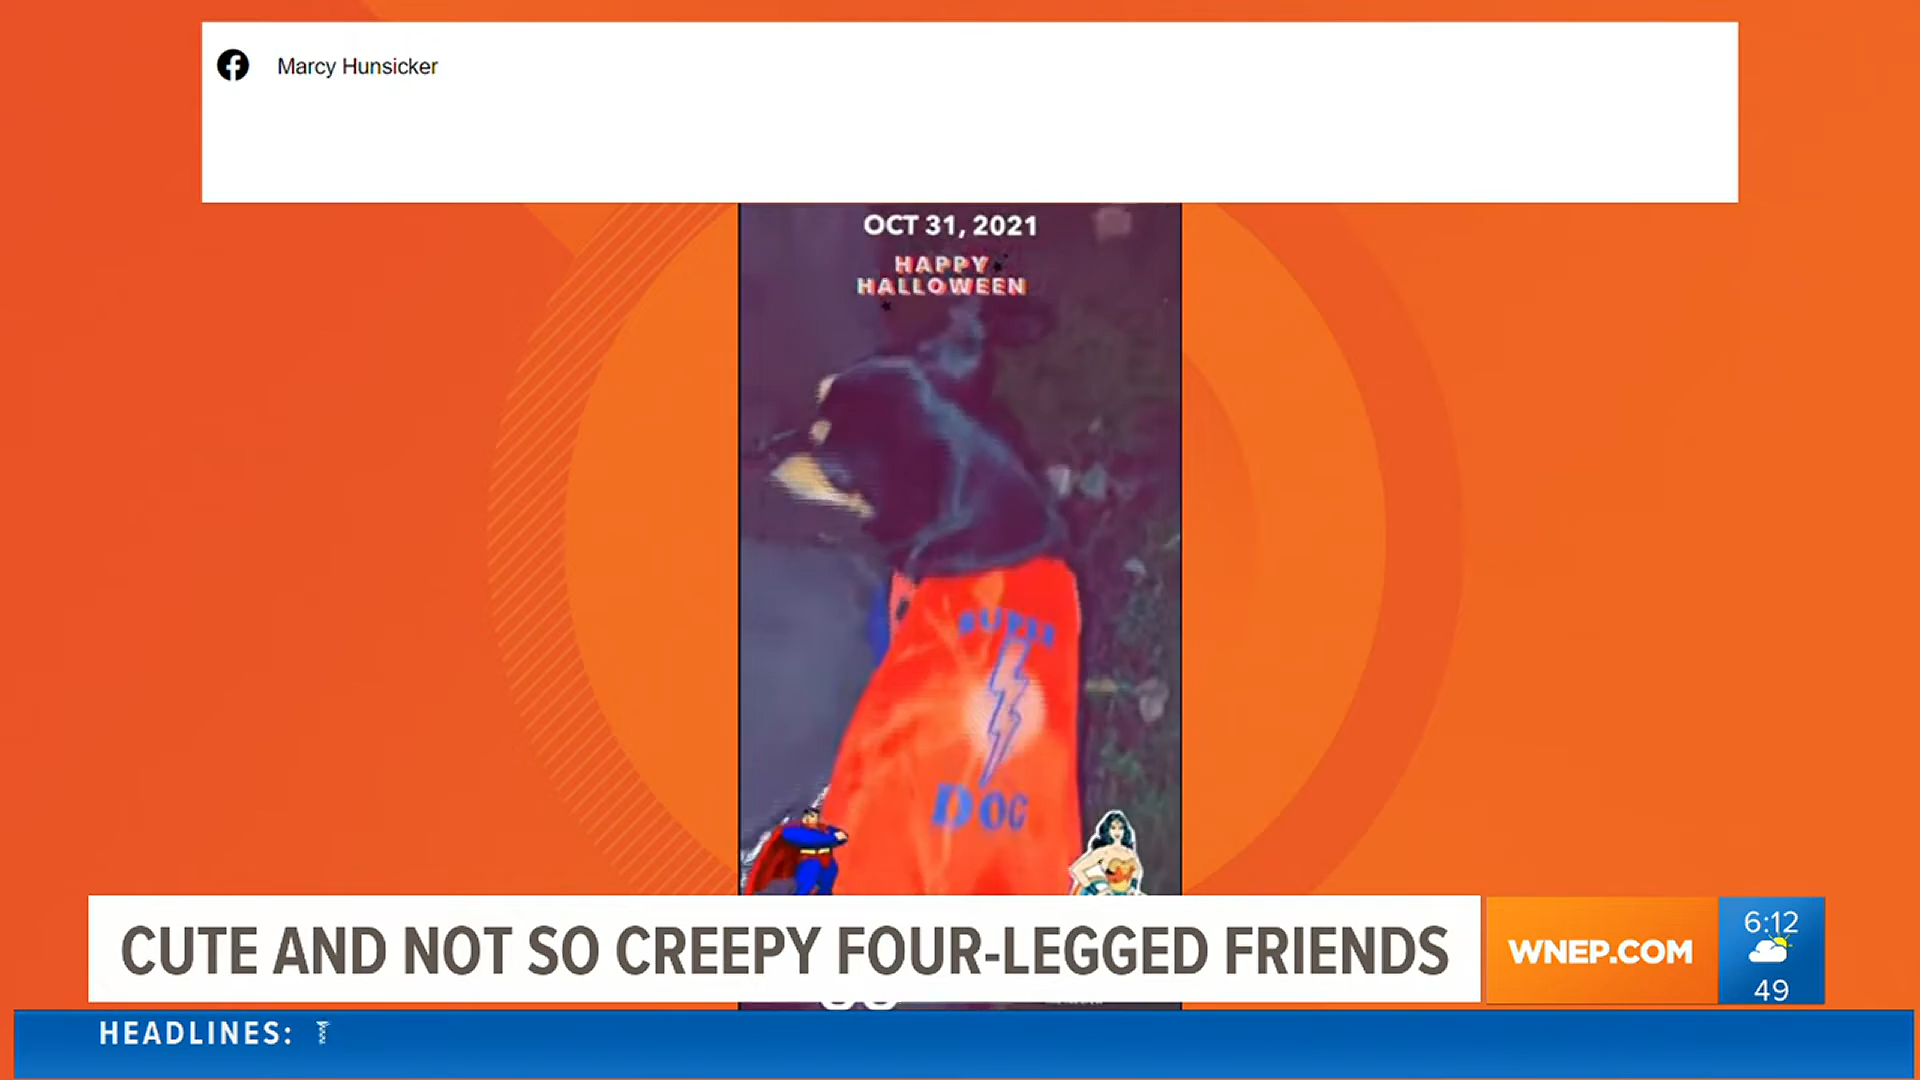 Marcy Hunsicker
OCT 31, 2021
HAPPY
HALLOWEEN
SUPER
DOG
CUTE AND NOT SO CREEPY FOUR-LEGGED FRIENDS
WNEP.COM
6:12
49
HEADLINES: